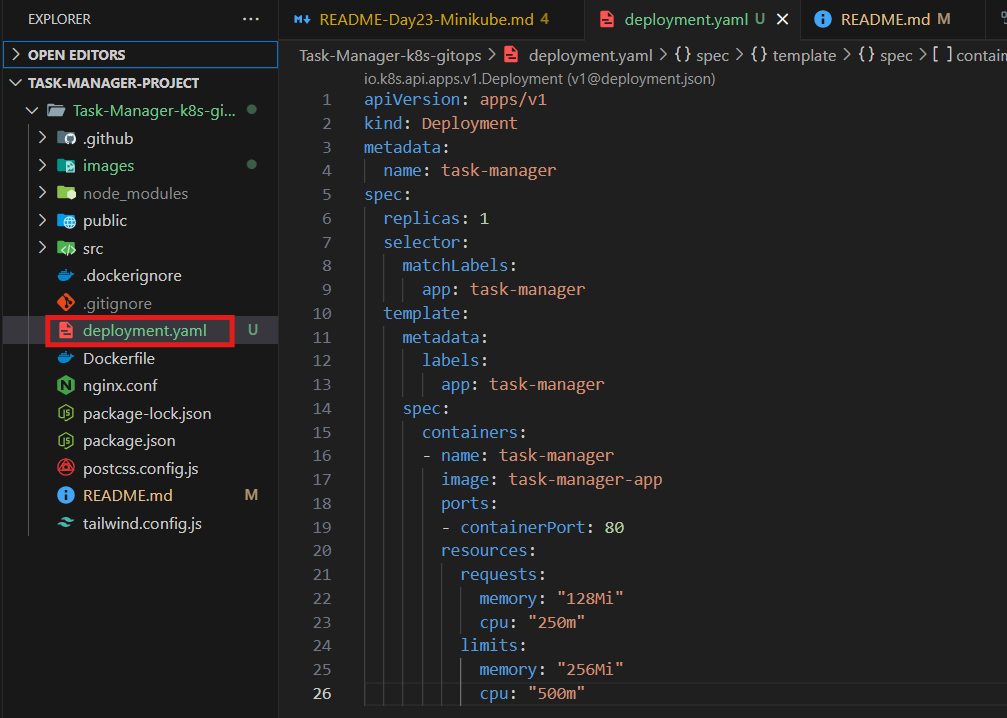 EXPLORER
···
OPEN EDITORS
TASK-MANAGER-PROJECT
Task-Manager-k8s-gi...
.github
images
node_modules
public
src
.dockerignore
.gitignore
deployment.yaml U
Dockerfile
nginx.conf
package-lock.json
package.json
postcss.config.js
README.md M
tailwind.config.js
README-Day23-Minikube.md 4
deployment.yaml U
README.md M
Task-Manager-k8s-gitops > deployment.yaml > {} spec > {} template > {} spec > [ ] contain
io.k8s.api.apps.v1.Deployment (v1@deployment.json)
1 apiVersion: apps/v1
2 kind: Deployment
3 metadata:
4   name: task-manager
5 spec:
6   replicas: 1
7   selector:
8     matchLabels:
9       app: task-manager
10   template:
11     metadata:
12       labels:
13         app: task-manager
14     spec:
15       containers:
16       - name: task-manager
17         image: task-manager-app
18         ports:
19         - containerPort: 80
20         resources:
21           requests:
22             memory: "128Mi"
23             cpu: "250m"
24           limits:
25             memory: "256Mi"
26             cpu: "500m"